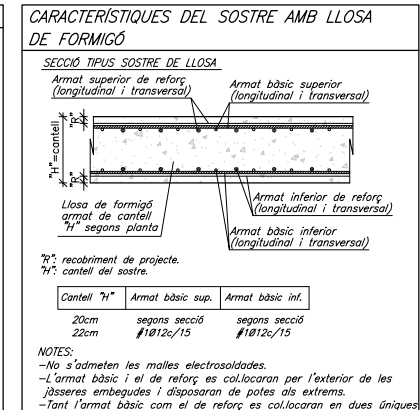 CARACTERÍSTIQUES DEL SOSTRE AMB LLOSA
DE FORMIGÓ
SECCIÓ TIPUS SOSTRE DE LLOSA
Armat superior de reforç
(longitudinal i transversal)
Armat bàsic superior
(longitudinal i transversal)
"R"
"H"=cantell
"R"
Llosa de formigó
armat de cantell
"H" segons planta
Armat inferior de reforç
(longitudinal i transversal)
Armat bàsic inferior
(longitudinal i transversal)
"R": recobriment de projecte.
"H": cantell del sostre.
Cantell "H" Armat bàsic sup. Armat bàsic inf.
20cm segons secció segons secció
22cm #1Ø12c/15 #1Ø12c/15
NOTES:
-No s'admeten les malles electrosoldades.
-L'armat bàsic i el de reforç es col.locaran per l'exterior de les
jàsseres embegudes i disposaran de potes als extrems.
-Tant l'armat bàsic com el de reforç es col.locaran en dues úniques